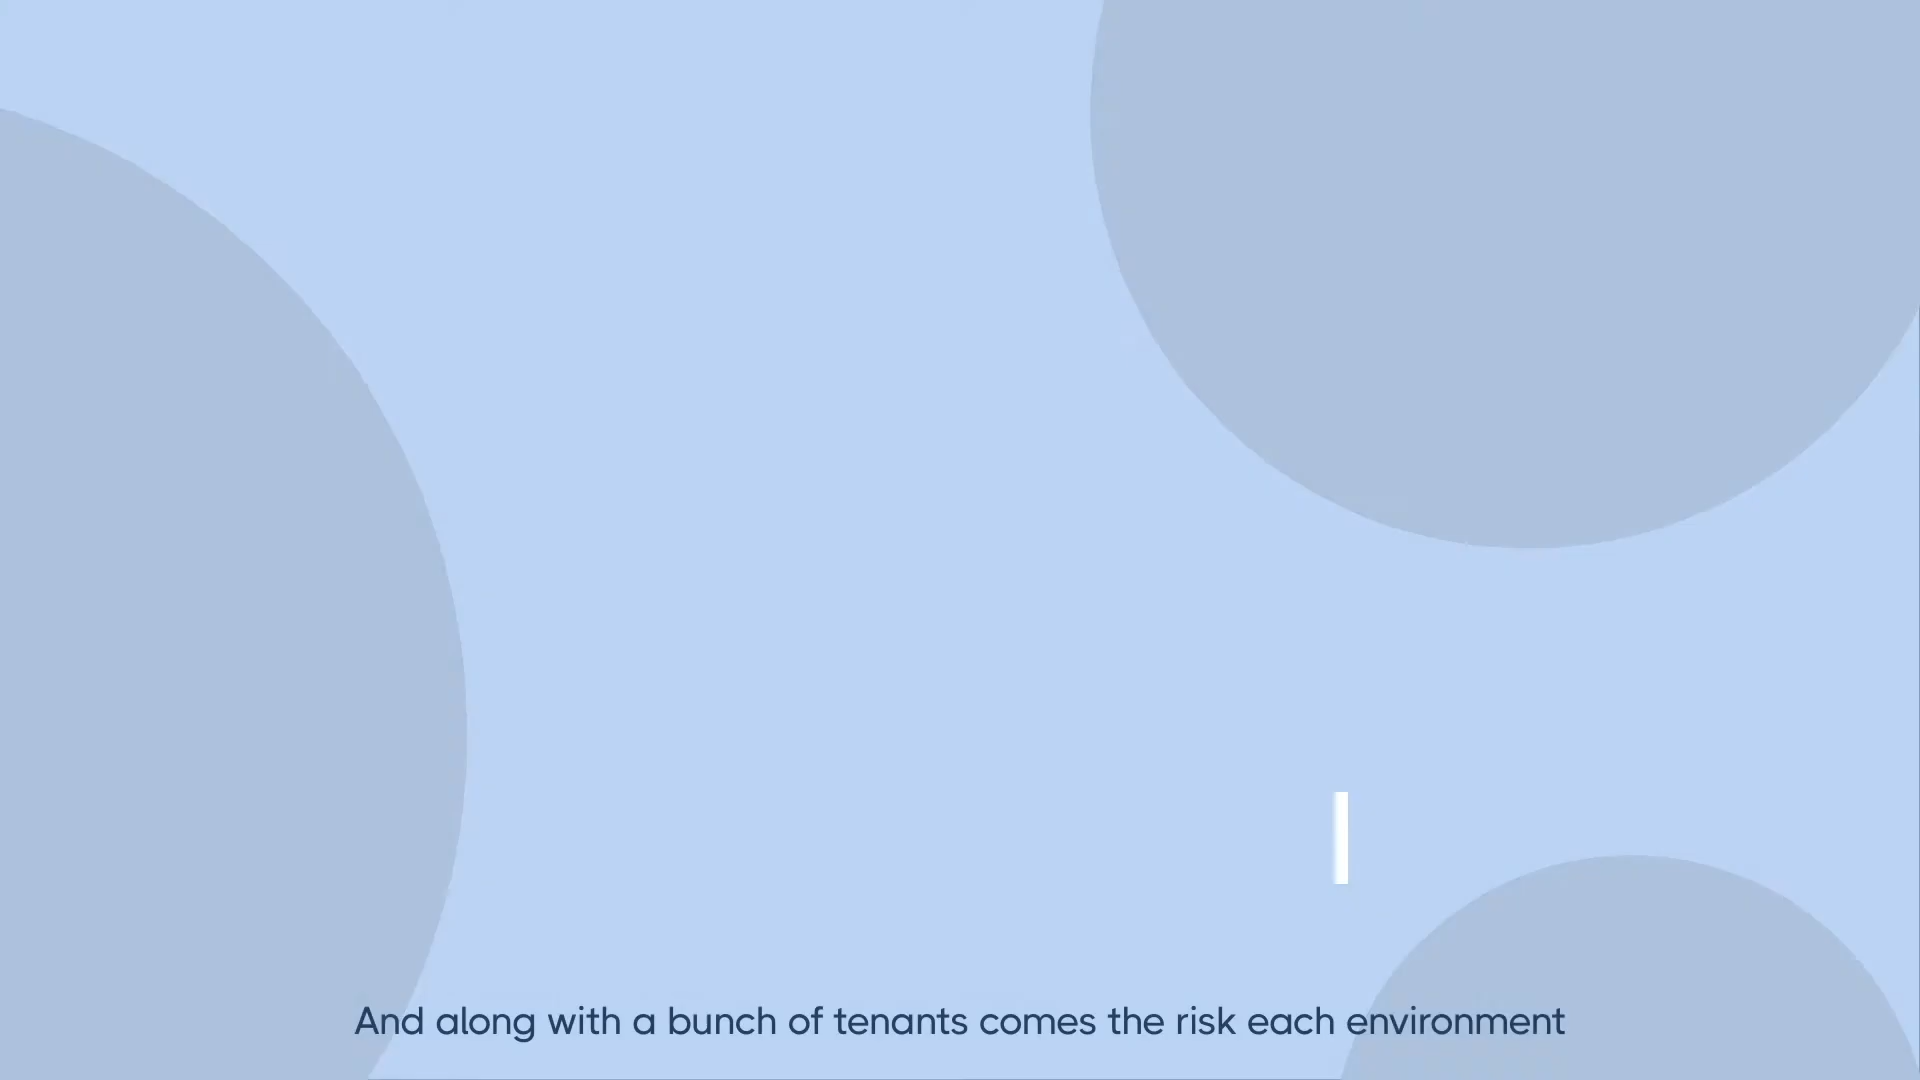 And along with a bunch of tenants comes the risk each environment